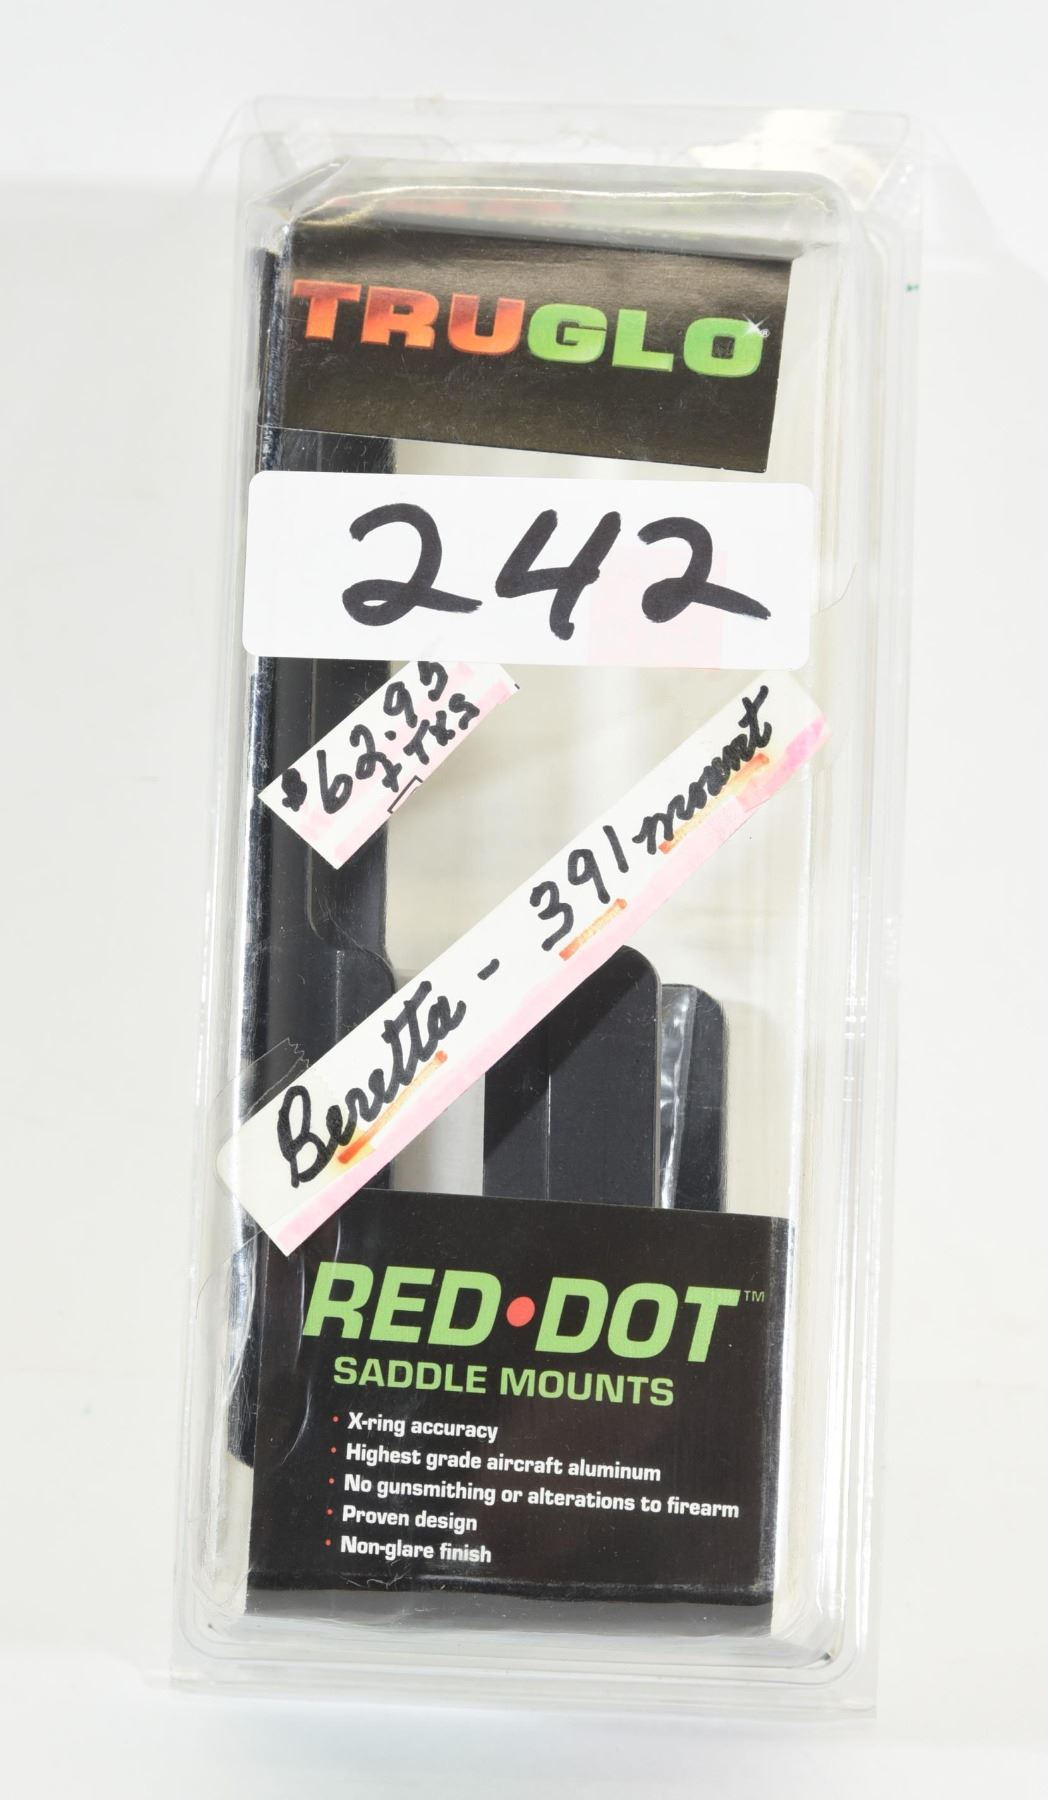 TRUGLO®
242
$62.95
+ TXS
Beretta - 391 mount
RED•DOT™
SADDLE MOUNTS
• X-ring accuracy
• Highest grade aircraft aluminum
• No gunsmithing or alterations to firearm
• Proven design
• Non-glare finish